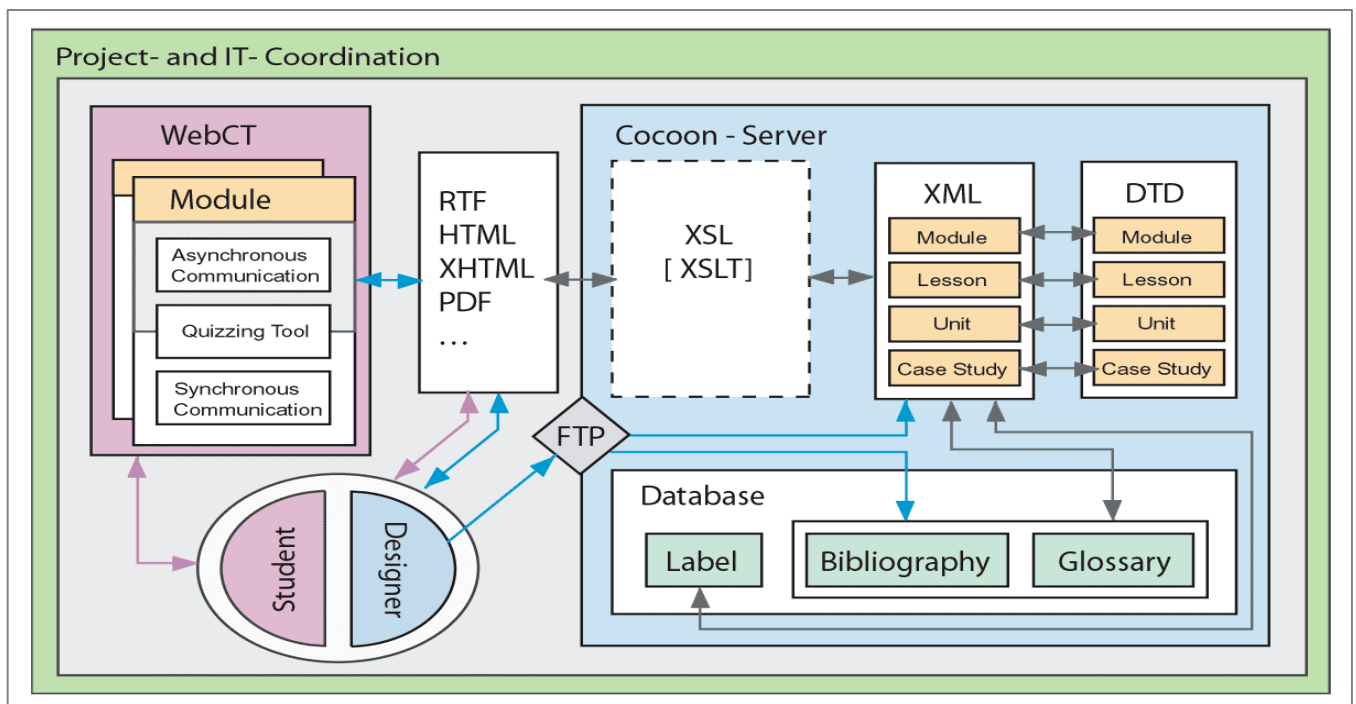 Project- and IT- Coordination
WebCT
Module
Asynchronous
Communication
Quizzing Tool
Synchronous
Communication
RTF
HTML
XHTML
PDF
...
Cocoon - Server
XSL
[ XSLT]
XML
Module
Lesson
Unit
Case Study
DTD
Module
Lesson
Unit
Case Study
FTP
Student
Designer
Database
Label
Bibliography
Glossary